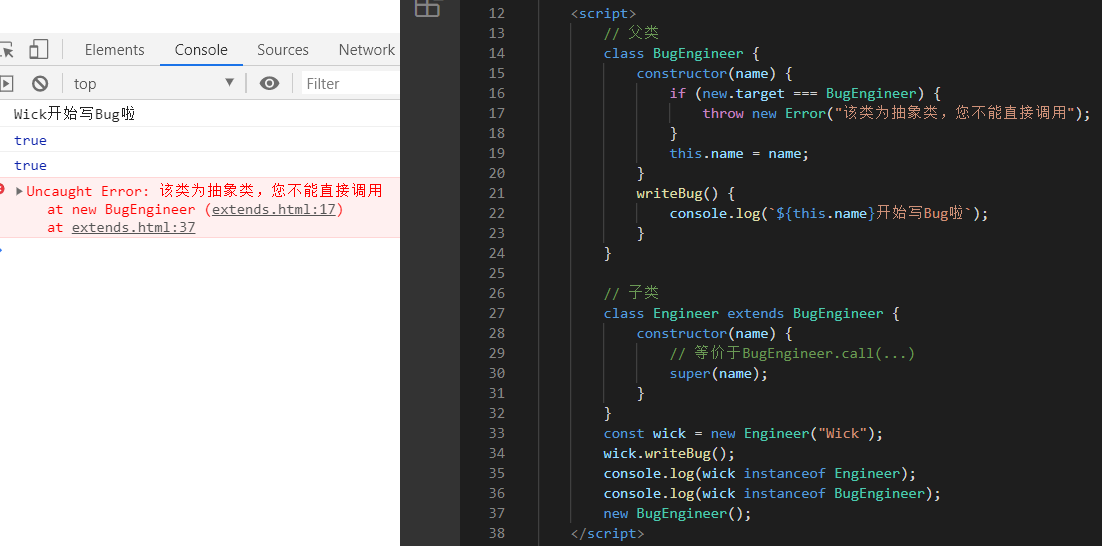 Elements Console Sources Network
top ▼ Filter
Wick开始写Bug啦
true
true
▶Uncaught Error: 该类为抽象类，您不能直接调用
at new BugEngineer (extends.html:17)
at extends.html:37
12 <script>
13 // 父类
14 class BugEngineer {
15 constructor(name) {
16 if (new.target === BugEngineer) {
17 throw new Error("该类为抽象类，您不能直接调用");
18 }
19 this.name = name;
20 }
21 writeBug() {
22 console.log(`${this.name}开始写Bug啦`);
23 }
24 }
25
26 // 子类
27 class Engineer extends BugEngineer {
28 constructor(name) {
29 // 等价于BugEngineer.call(...)
30 super(name);
31 }
32 }
33 const wick = new Engineer("Wick");
34 wick.writeBug();
35 console.log(wick instanceof Engineer);
36 console.log(wick instanceof BugEngineer);
37 new BugEngineer();
38 </script>